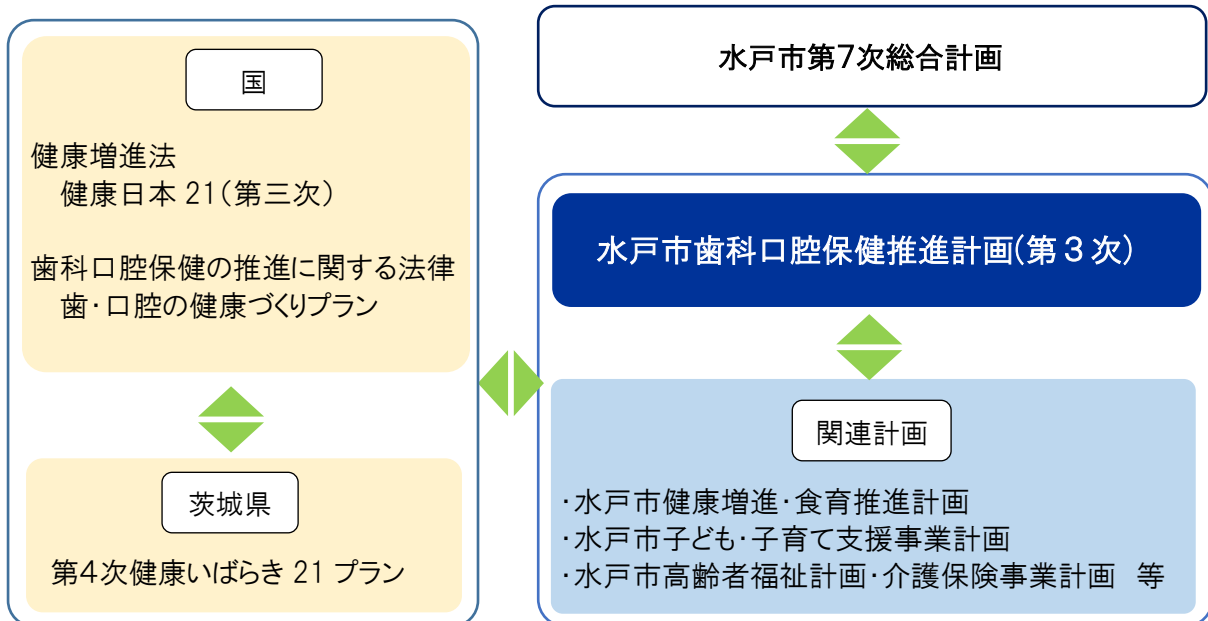 国
健康増進法
健康日本 21(第三次)
歯科口腔保健の推進に関する法律
歯・口腔の健康づくりプラン
茨城県
第4次健康いばらき 21 プラン
水戸市第7次総合計画
水戸市歯科口腔保健推進計画(第 3 次)
関連計画
・水戸市健康増進・食育推進計画
・水戸市子ども・子育て支援事業計画
・水戸市高齢者福祉計画・介護保険事業計画　等